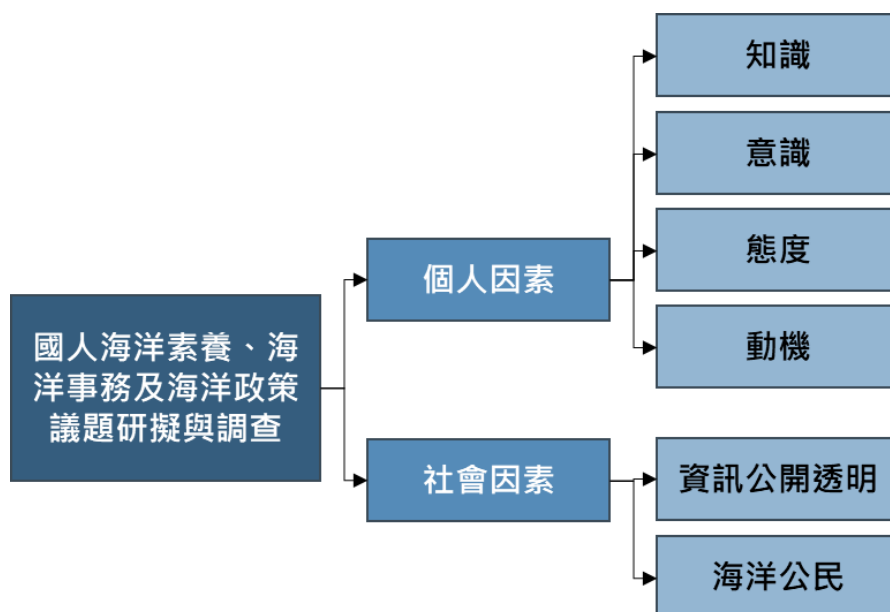 國人海洋素養、海
洋事務及海洋政策
議題研擬與調查
個人因素
知識
意識
態度
動機
社會因素
資訊公開透明
海洋公民